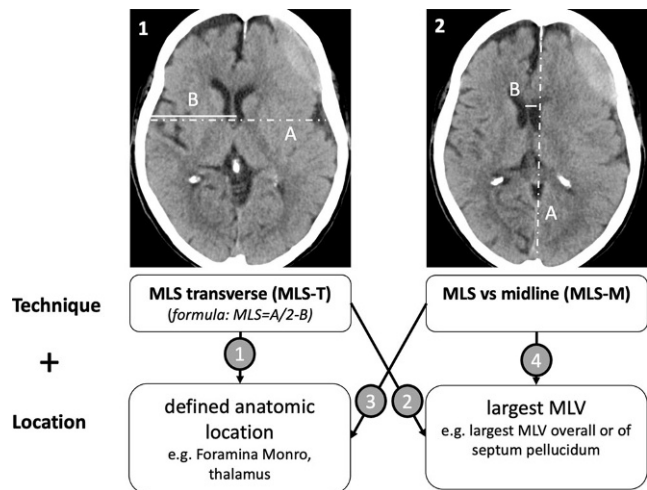 1
B
A
2
B
A
Technique
MLS transverse (MLS-T)
(formula: MLS=A/2-B)
MLS vs midline (MLS-M)
+
1
3
2
4
Location
defined anatomic
location
e.g. Foramina Monro,
thalamus
largest MLV
e.g. largest MLV overall or of
septum pellucidum